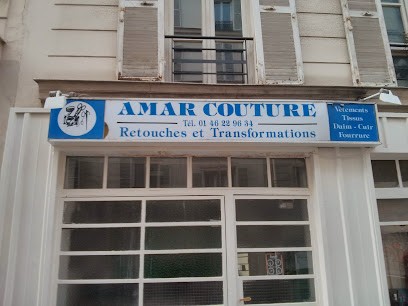 AMAR COUTURE
Tél. 01 46 22 96 34
Retouches et Transformations
Vêtements
Tissus
Daim - Cuir
Fourrure